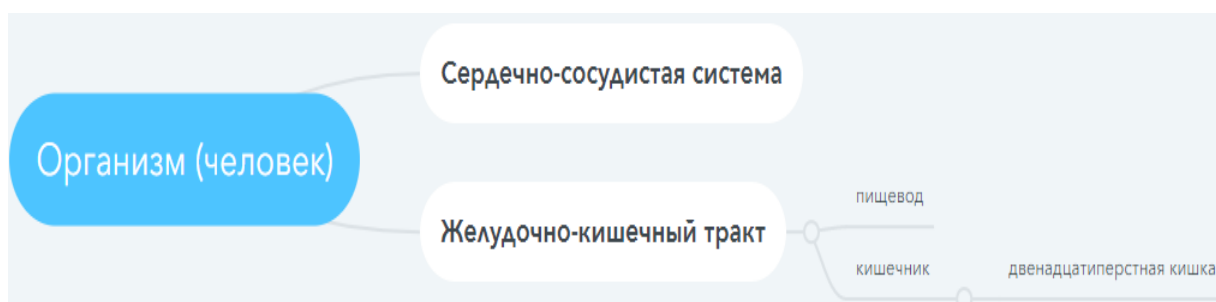 Сердечно-сосудистая система
Организм (человек)
Желудочно-кишечный тракт
пищевод
кишечник
двенадцатиперстная кишка